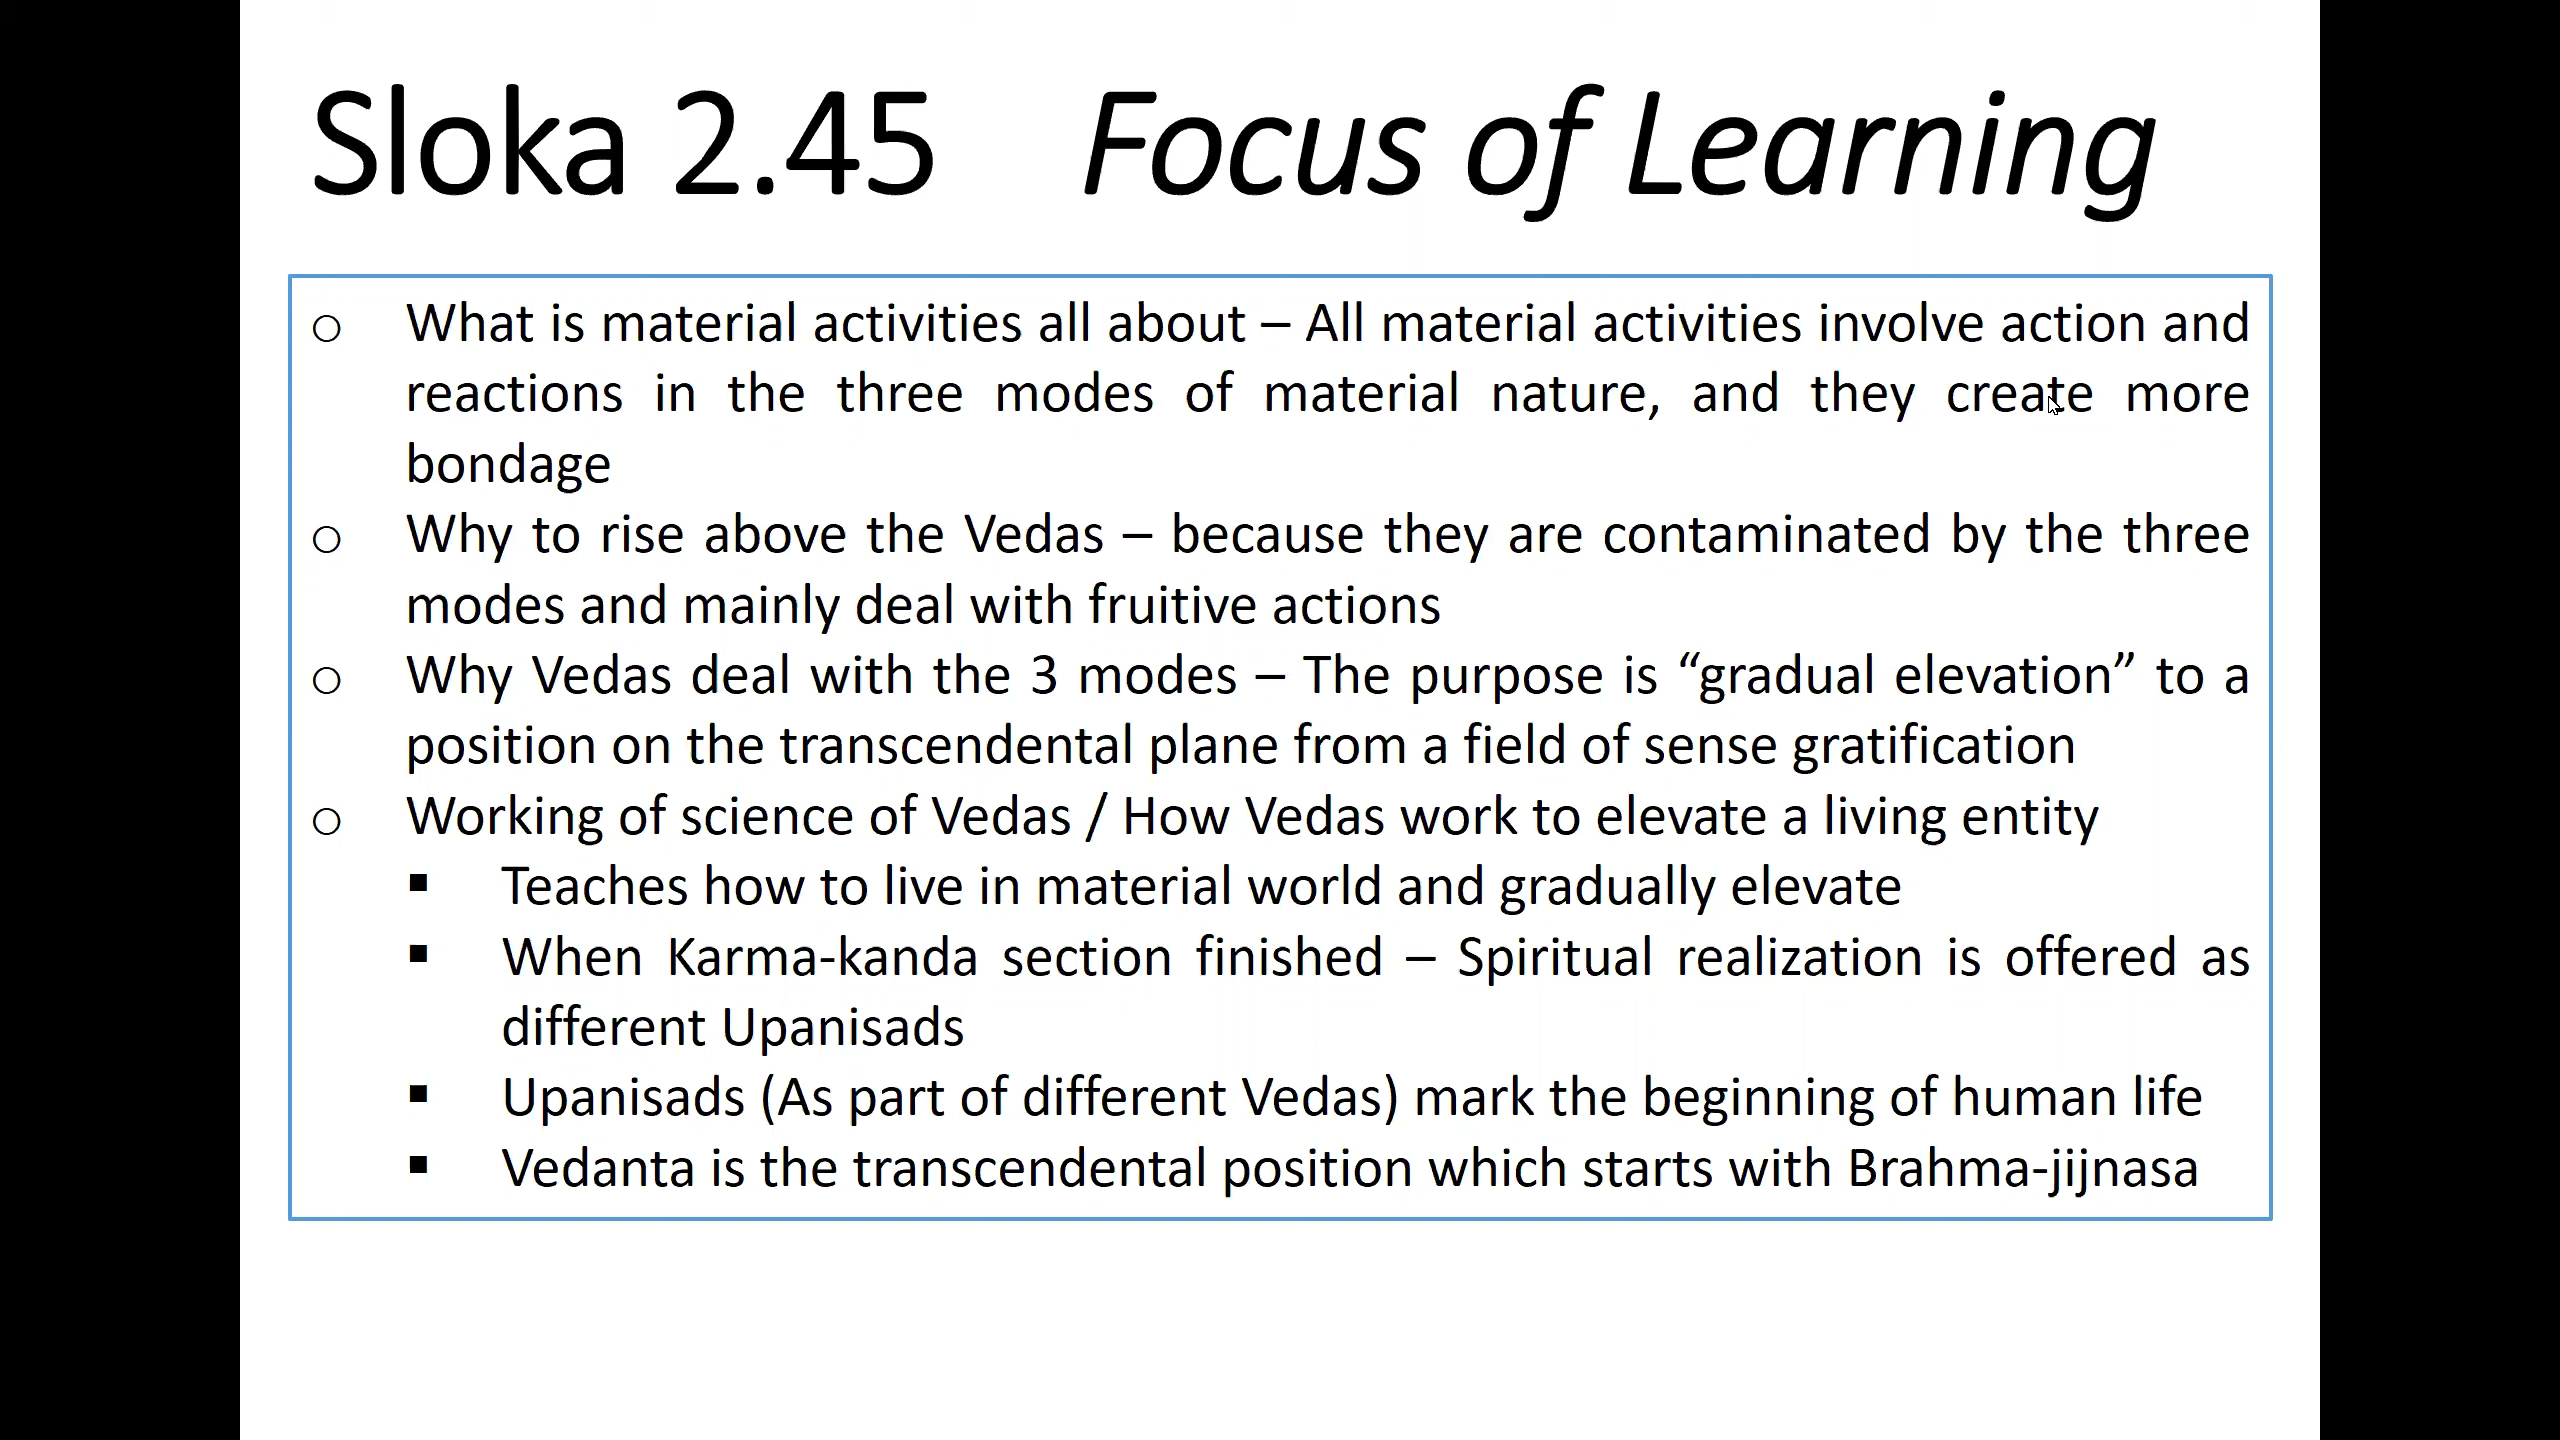 Sloka 2.45 Focus of Learning
○ What is material activities all about – All material activities involve action and
reactions in the three modes of material nature, and they create more
bondage
○ Why to rise above the Vedas – because they are contaminated by the three
modes and mainly deal with fruitive actions
○ Why Vedas deal with the 3 modes – The purpose is “gradual elevation” to a
position on the transcendental plane from a field of sense gratification
○ Working of science of Vedas / How Vedas work to elevate a living entity
▪ Teaches how to live in material world and gradually elevate
▪ When Karma-kanda section finished – Spiritual realization is offered as
different Upanisads
▪ Upanisads (As part of different Vedas) mark the beginning of human life
▪ Vedanta is the transcendental position which starts with Brahma-jijnasa